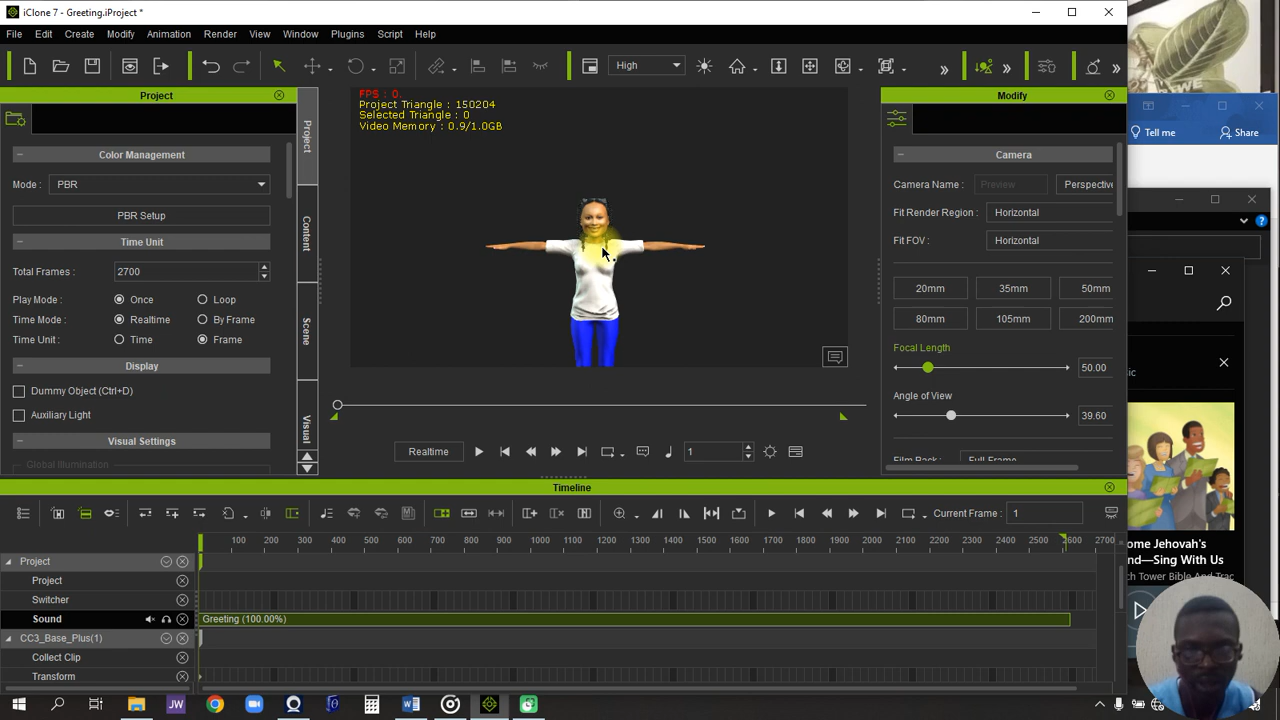 iClone 7 - Greeting.iProject *
File Edit Create Modify Animation Render View Window Plugins Script Help
High
Tell me
Share
Project
Color Management
Mode :
PBR
PBR Setup
Time Unit
Total Frames :
2700
Play Mode :
Once
Loop
Time Mode :
Realtime
By Frame
Time Unit :
Time
Frame
Display
Dummy Object (Ctrl+D)
Auxiliary Light
Visual Settings
Global Illumination
Project
Content
Scene
Visual
FPS : 0.
Project Triangle : 150204
Selected Triangle : 0
Video Memory : 0.9/1.0GB
Realtime
1
Modify
Camera
Camera Name :
Preview
Perspective
Fit Render Region :
Horizontal
Fit FOV :
Horizontal
20mm
35mm
50mm
80mm
105mm
200mm
Focal Length
50.00
Angle of View
39.60
Film Back :
Full Frame
ic
ome Jehovah's
nd—Sing With Us
ch Tower Bible And Trac
Timeline
Current Frame :
1
100 200 300 400 500 600 700 800 900 1000 1100 1200 1300 1400 1500 1600 1700 1800 1900 2000 2100 2200 2300 2400 2500 2600 2700
Project
Project
Switcher
Sound
Greeting (100.00%)
CC3_Base_Plus(1)
Collect Clip
Transform
JW